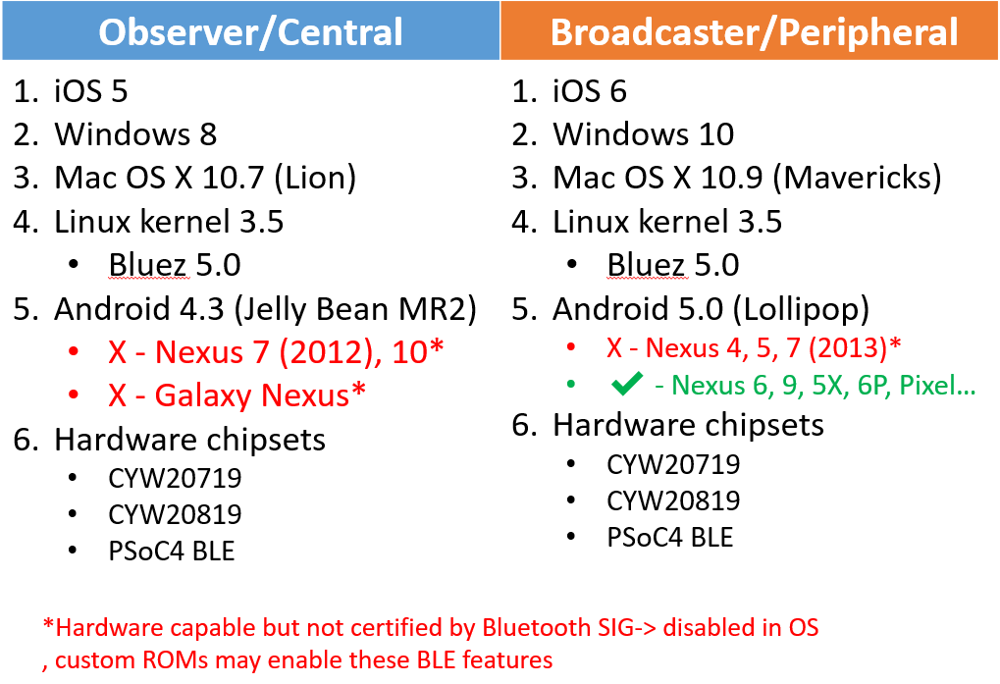 Observer/Central
1. iOS 5
2. Windows 8
3. Mac OS X 10.7 (Lion)
4. Linux kernel 3.5
• Bluez 5.0
5. Android 4.3 (Jelly Bean MR2)
• X - Nexus 7 (2012), 10*
• X - Galaxy Nexus*
6. Hardware chipsets
• CYW20719
• CYW20819
• PSoC4 BLE
Broadcaster/Peripheral
1. iOS 6
2. Windows 10
3. Mac OS X 10.9 (Mavericks)
4. Linux kernel 3.5
• Bluez 5.0
5. Android 5.0 (Lollipop)
• X - Nexus 4, 5, 7 (2013)*
• ✔ - Nexus 6, 9, 5X, 6P, Pixel...
6. Hardware chipsets
• CYW20719
• CYW20819
• PSoC4 BLE
*Hardware capable but not certified by Bluetooth SIG-> disabled in OS
, custom ROMs may enable these BLE features